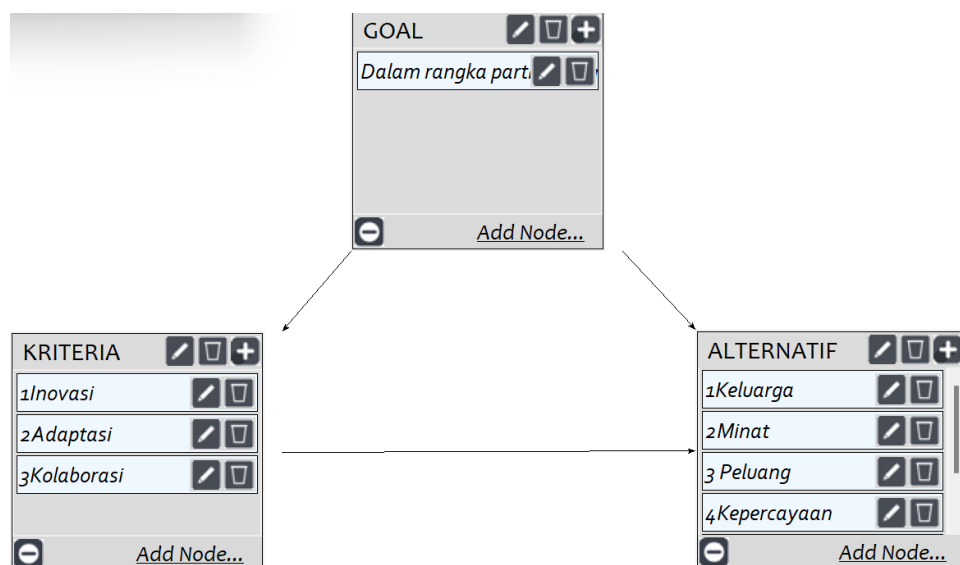 GOAL
Dalam rangka
Add Node...
KRITERIA
1Inovasi
2Adaptasi
3Kolaborasi
Add Node...
ALTERNATIF
1Keluarga
2Minat
3 Peluang
4Kepercayaan
Add Node...